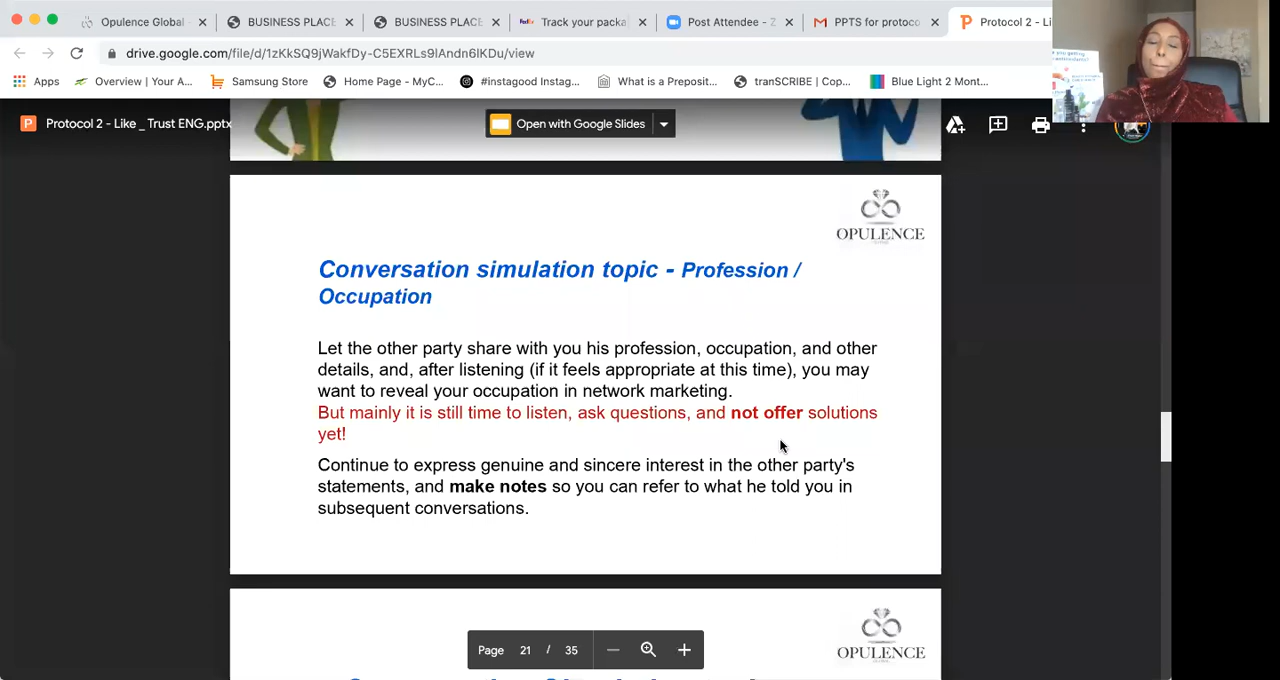 Opulence Global
BUSINESS PLACE
BUSINESS PLACE
FedEx Track your packa
Post Attendee - Z
PPTS for protoco
Protocol 2 - Li
drive.google.com/file/d/1zKkSQ9jWakfDy-C5EXRLs9lAndn6lKDu/view
Apps
Overview | Your A...
Samsung Store
Home Page - MyC...
#instagood Instag...
What is a Preposit...
tranSCRIBE | Cop...
Blue Light 2 Mont...
Protocol 2 - Like _ Trust ENG.pptx
Open with Google Slides
OPULENCE
Conversation simulation topic - Profession /
Occupation
Let the other party share with you his profession, occupation, and other
details, and, after listening (if it feels appropriate at this time), you may
want to reveal your occupation in network marketing.
But mainly it is still time to listen, ask questions, and not offer solutions
yet!
Continue to express genuine and sincere interest in the other party's
statements, and make notes so you can refer to what he told you in
subsequent conversations.
OPULENCE
Page 21 / 35